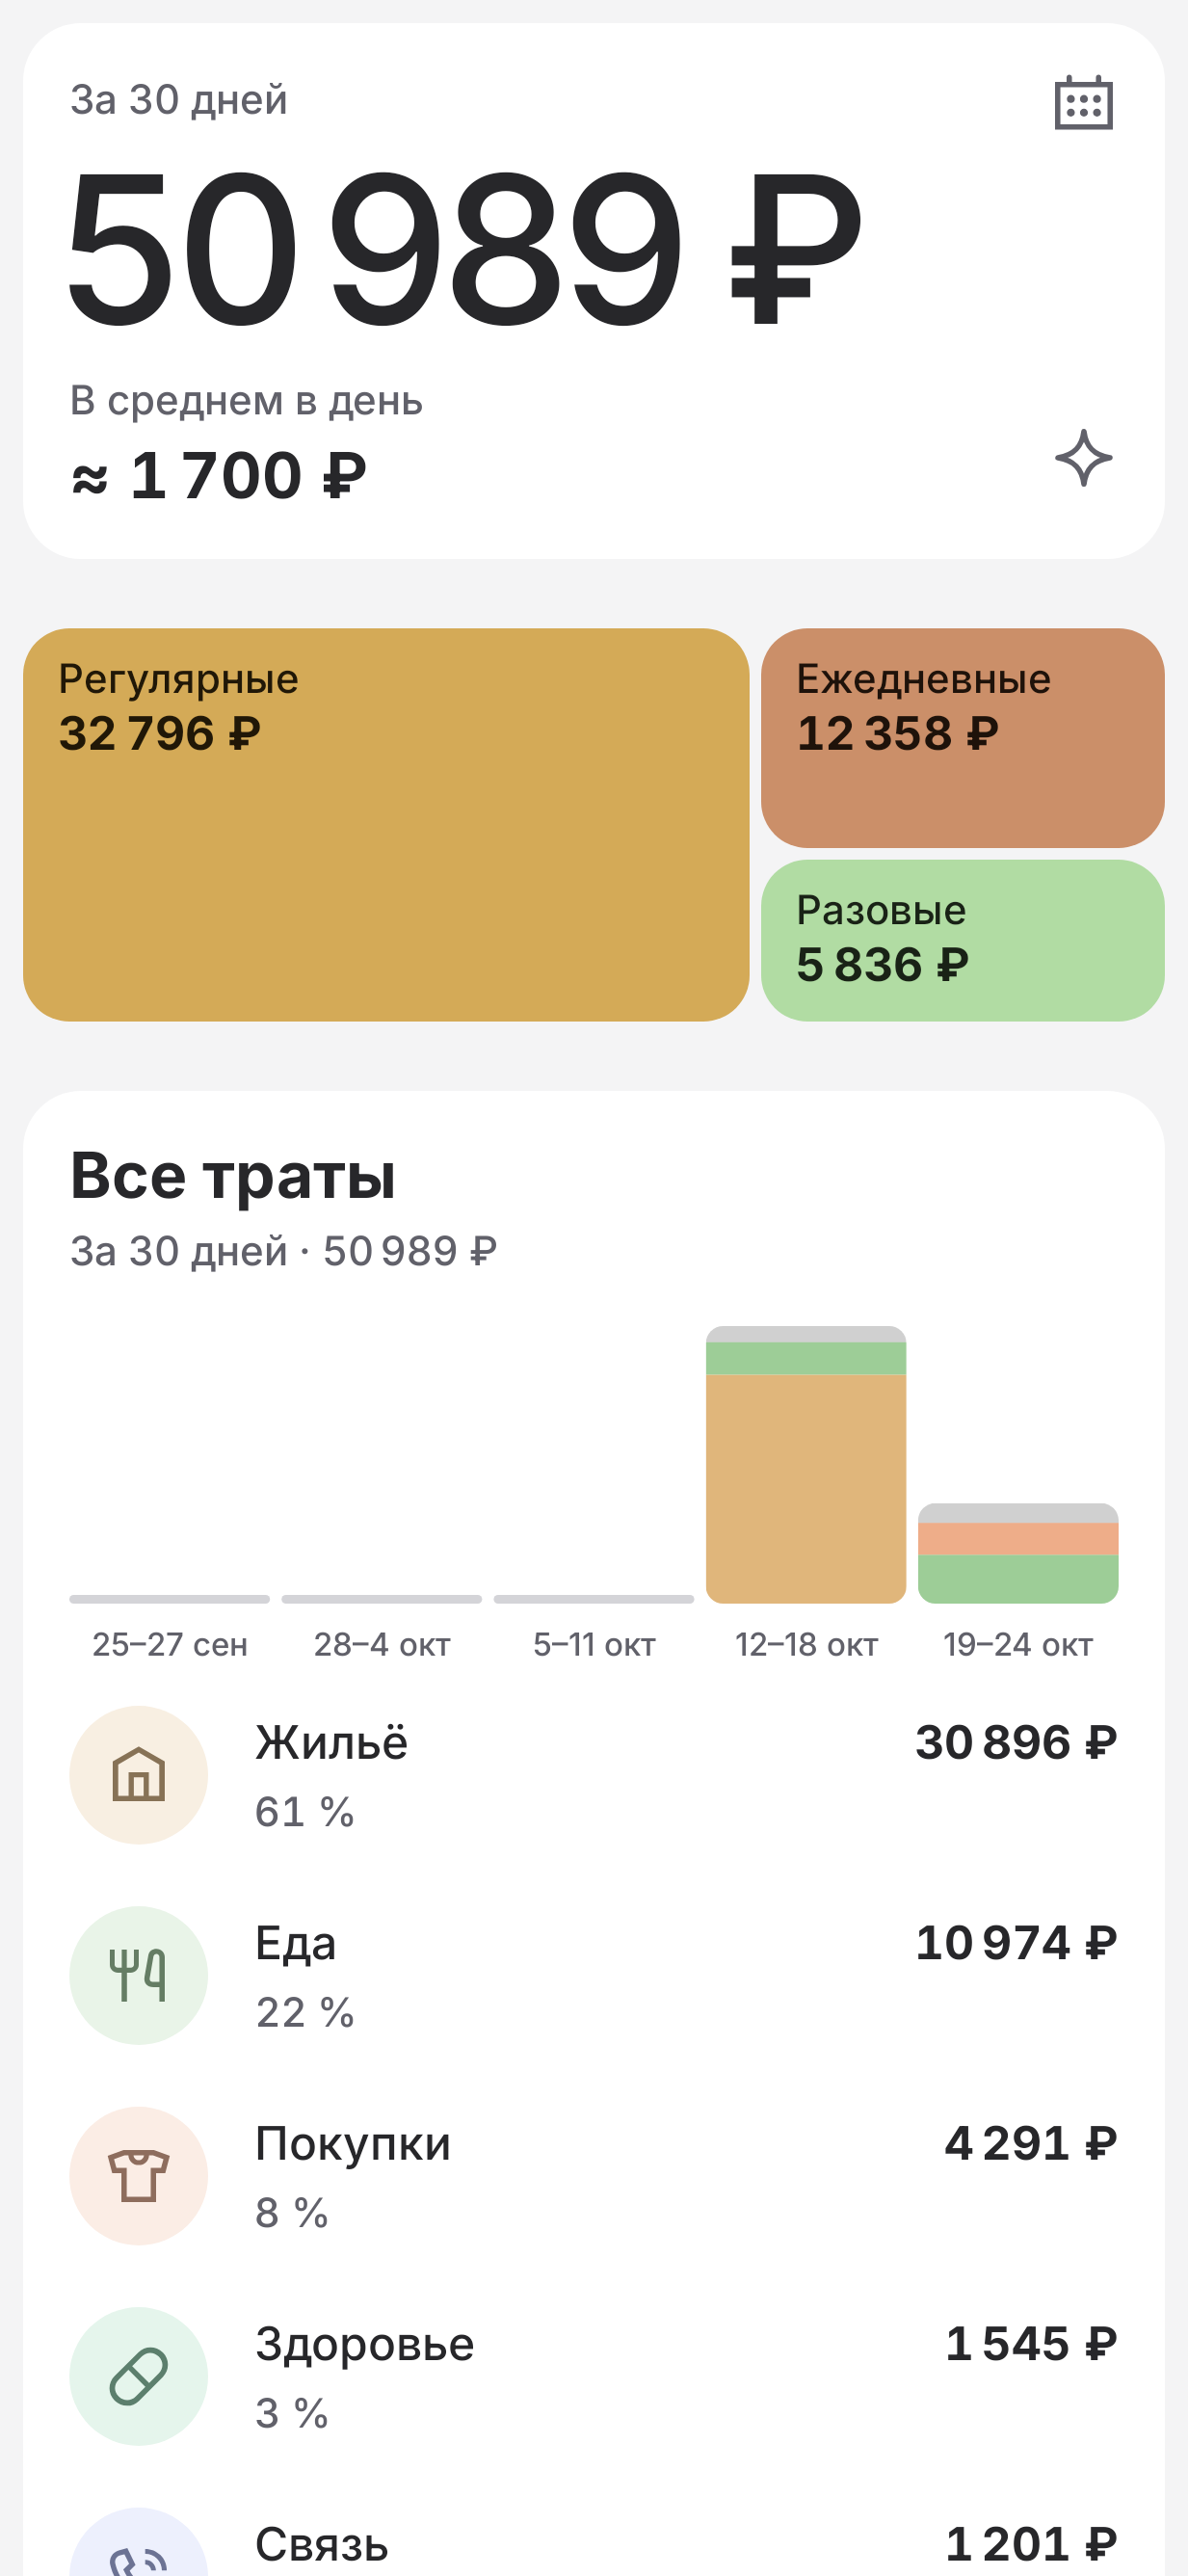 За 30 дней
50 989 ₽
В среднем в день
≈ 1 700 ₽
Регулярные
32 796 ₽
Ежедневные
12 358 ₽
Разовые
5 836 ₽
Все траты
За 30 дней · 50 989 ₽
25–27 сен 28–4 окт 5–11 окт 12–18 окт 19–24 окт
Жильё 30 896 ₽
61 %
Еда 10 974 ₽
22 %
Покупки 4 291 ₽
8 %
Здоровье 1 545 ₽
3 %
Связь 1 201 ₽